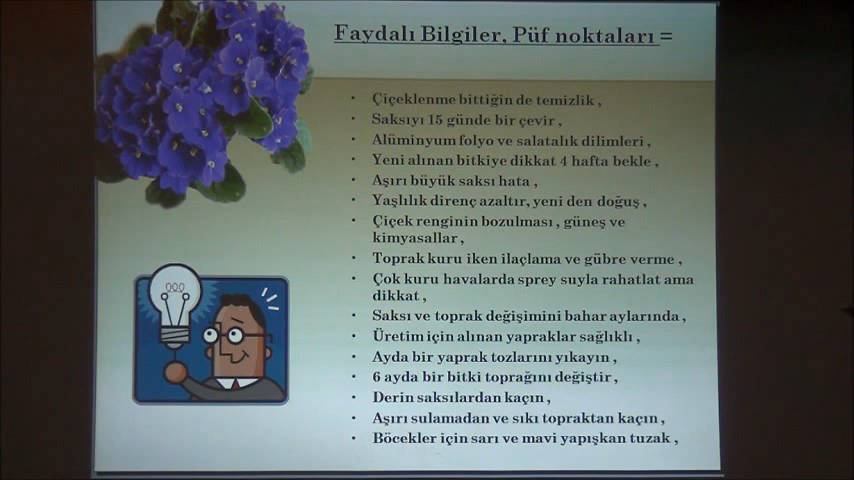 Faydalı Bilgiler, Püf noktaları =
• Çiçeklenme bittiğin de temizlik ,
• Saksıyı 15 günde bir çevir ,
• Alüminyum folyo ve salatalık dilimleri ,
• Yeni alınan bitkiye dikkat 4 hafta bekle ,
• Aşırı büyük saksı hata ,
• Yaşlılık direnç azaltır, yeni den doğuş ,
• Çiçek renginin bozulması , güneş ve
kimyasallar ,
• Toprak kuru iken ilaçlama ve gübre verme ,
• Çok kuru havalarda sprey suyla rahatlat ama
dikkat ,
• Saksı ve toprak değişimini bahar aylarında ,
• Üretim için alınan yapraklar sağlıklı ,
• Ayda bir yaprak tozlarını yıkayın ,
• 6 ayda bir bitki toprağını değiştir ,
• Derin saksılardan kaçın ,
• Aşırı sulamadan ve sıkı topraktan kaçın ,
• Böcekler için sarı ve mavi yapışkan tuzak ,